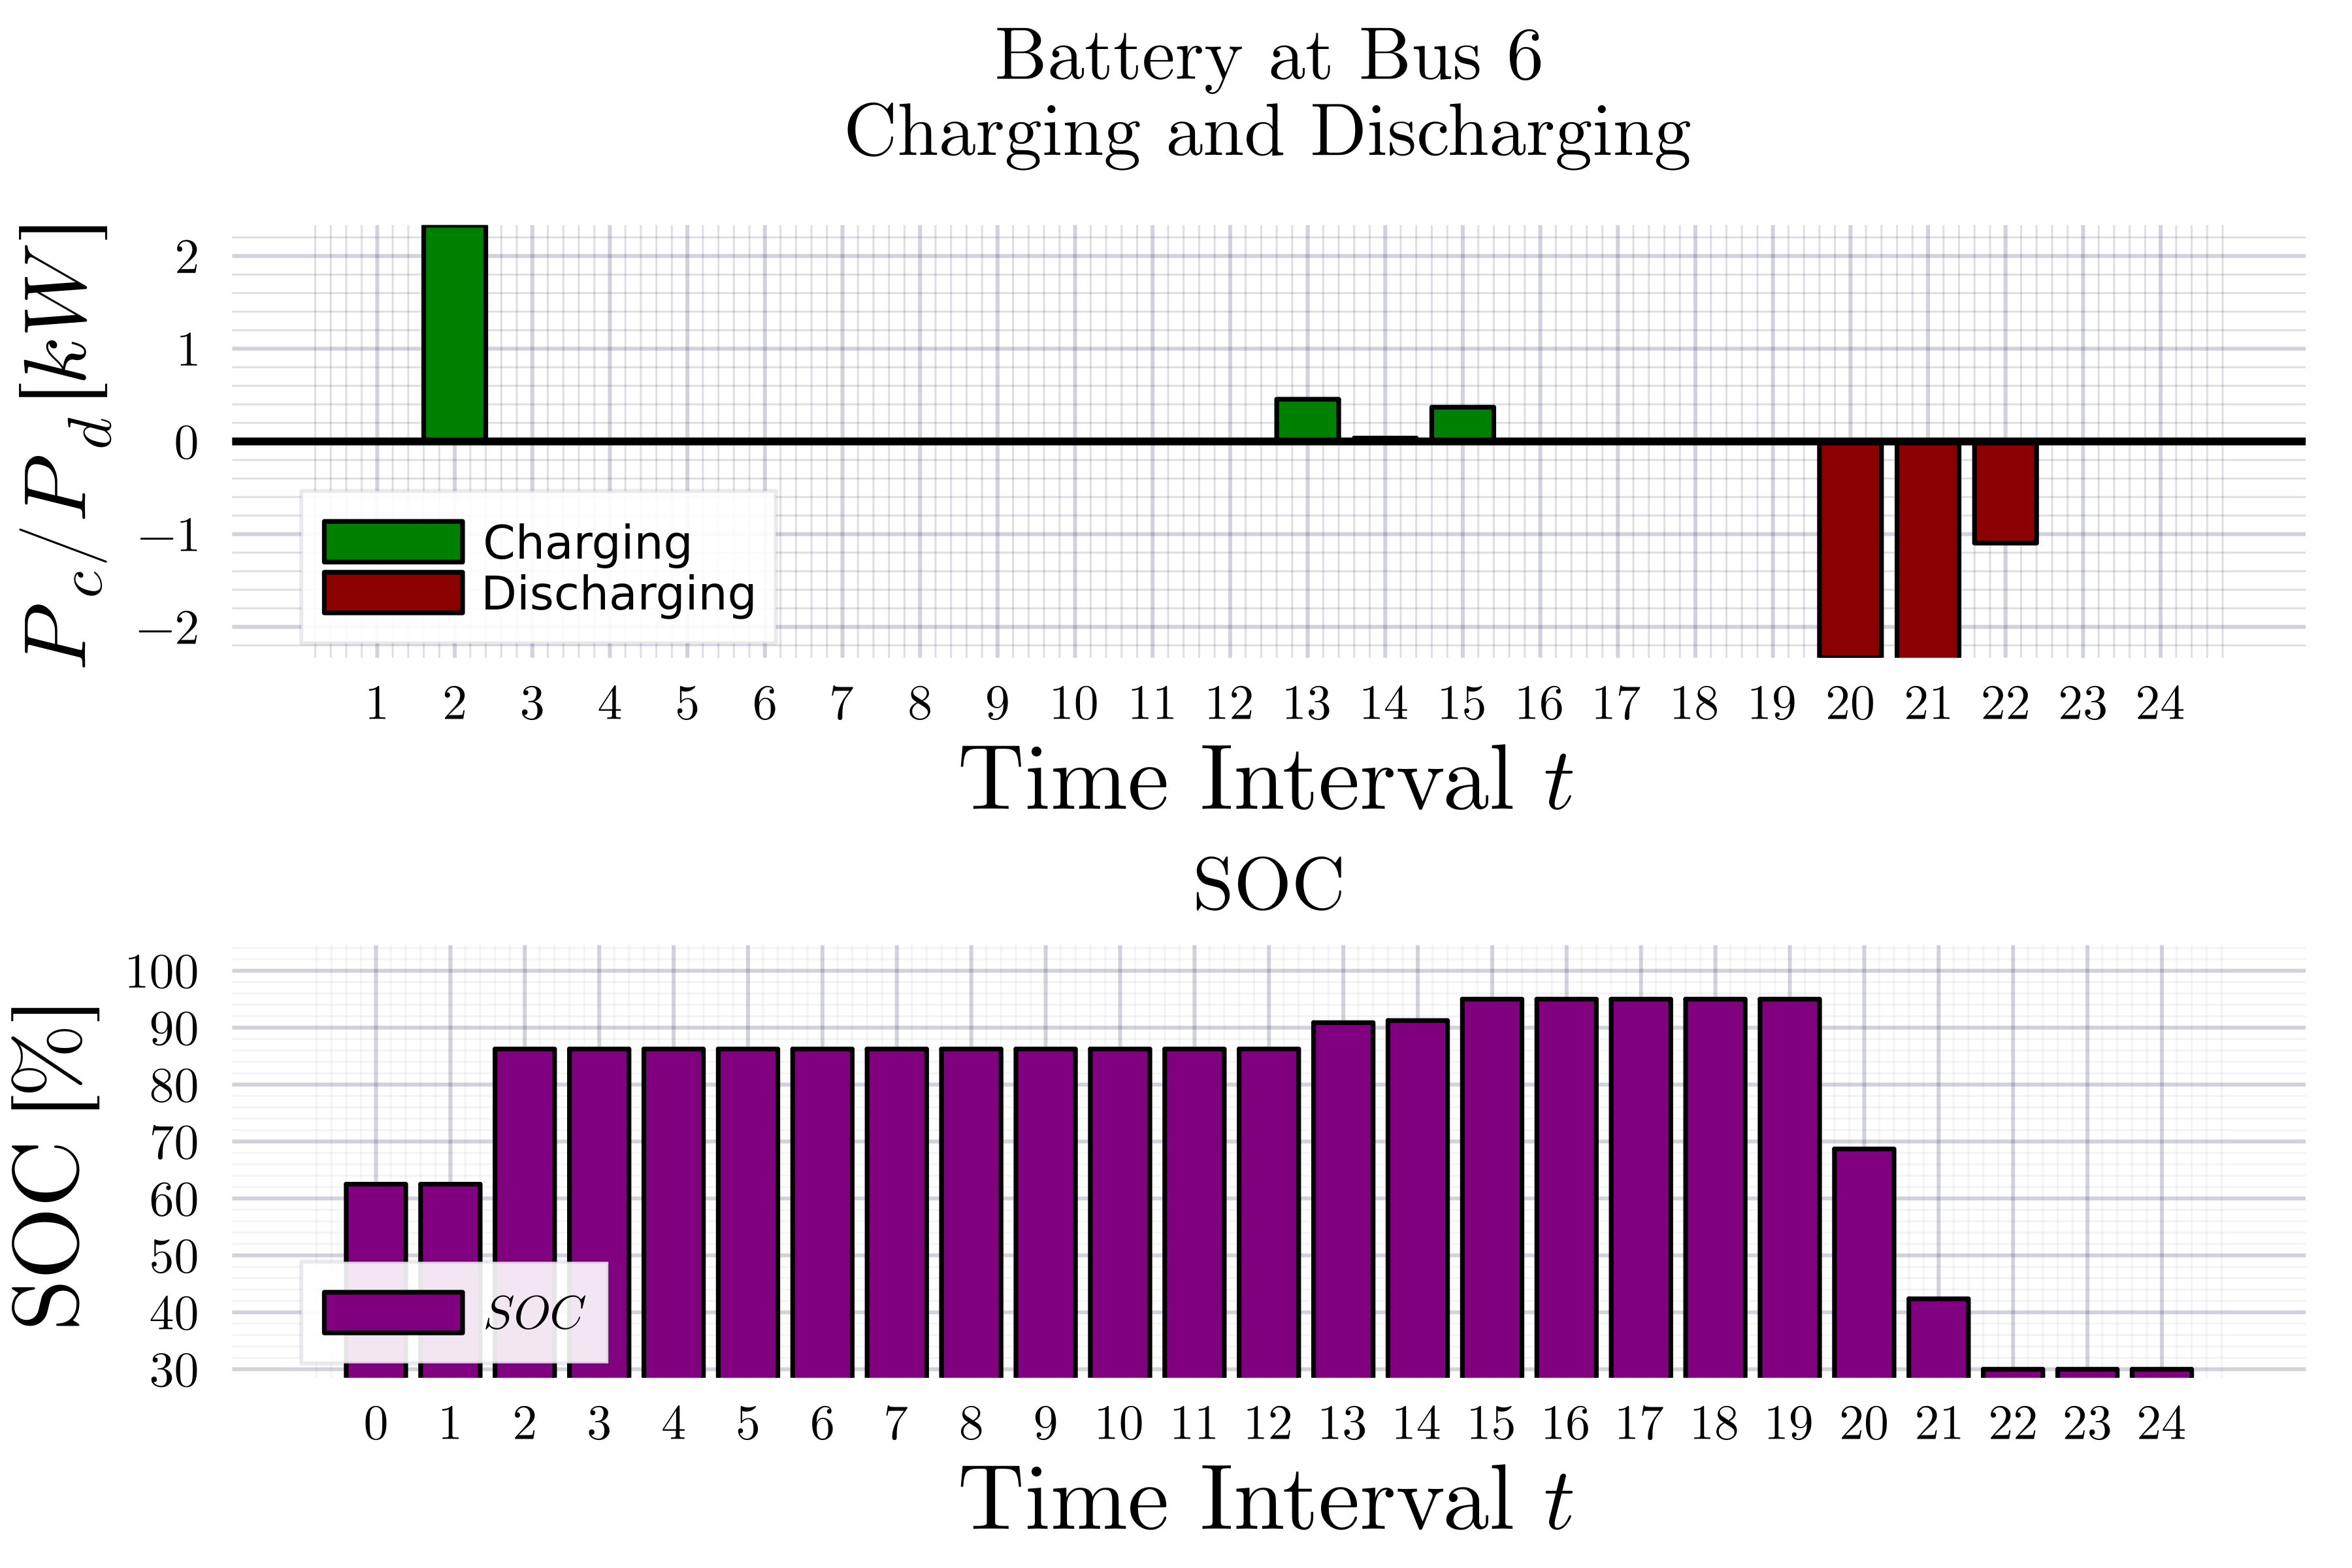 Battery at Bus 6
Charging and Discharging
P_c/P_d [kW]
2
1
0
−1
−2
Charging
Discharging
1 2 3 4 5 6 7 8 9 10 11 12 13 14 15 16 17 18 19 20 21 22 23 24
Time Interval t
SOC
SOC [%]
100
90
80
70
60
50
40
30
SOC
0 1 2 3 4 5 6 7 8 9 10 11 12 13 14 15 16 17 18 19 20 21 22 23 24
Time Interval t